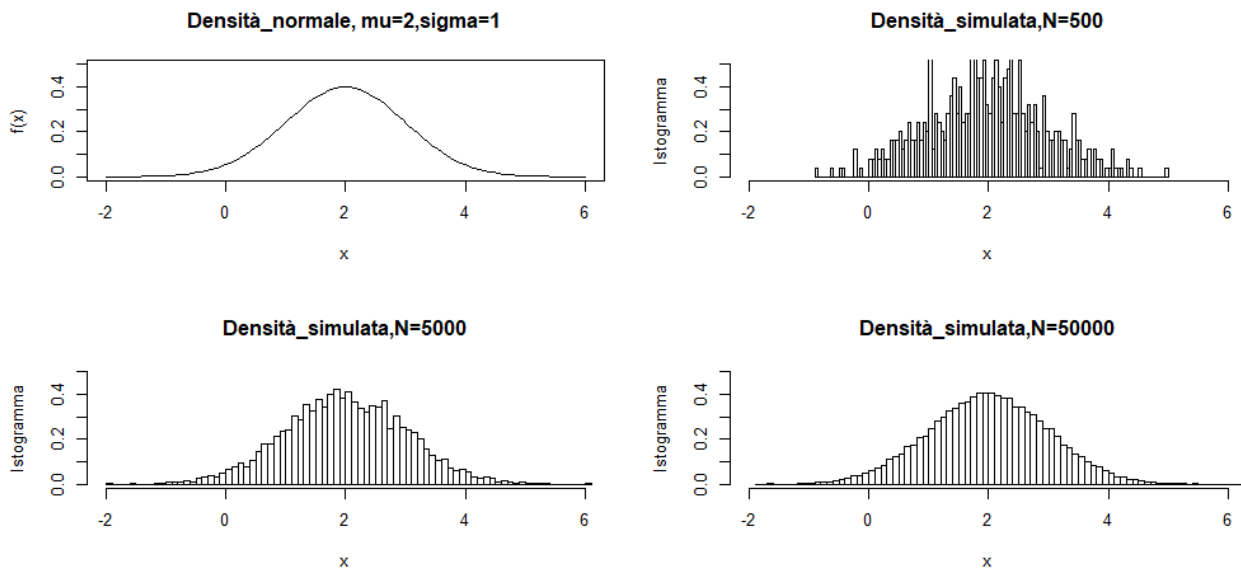 Densità_normale, mu=2,sigma=1
f(x)
0.0 0.2 0.4
-2 0 2 4 6
x
Densità_simulata,N=500
Istogramma
0.0 0.2 0.4
-2 0 2 4 6
x
Densità_simulata,N=5000
Istogramma
0.0 0.2 0.4
-2 0 2 4 6
x
Densità_simulata,N=50000
Istogramma
0.0 0.2 0.4
-2 0 2 4 6
x